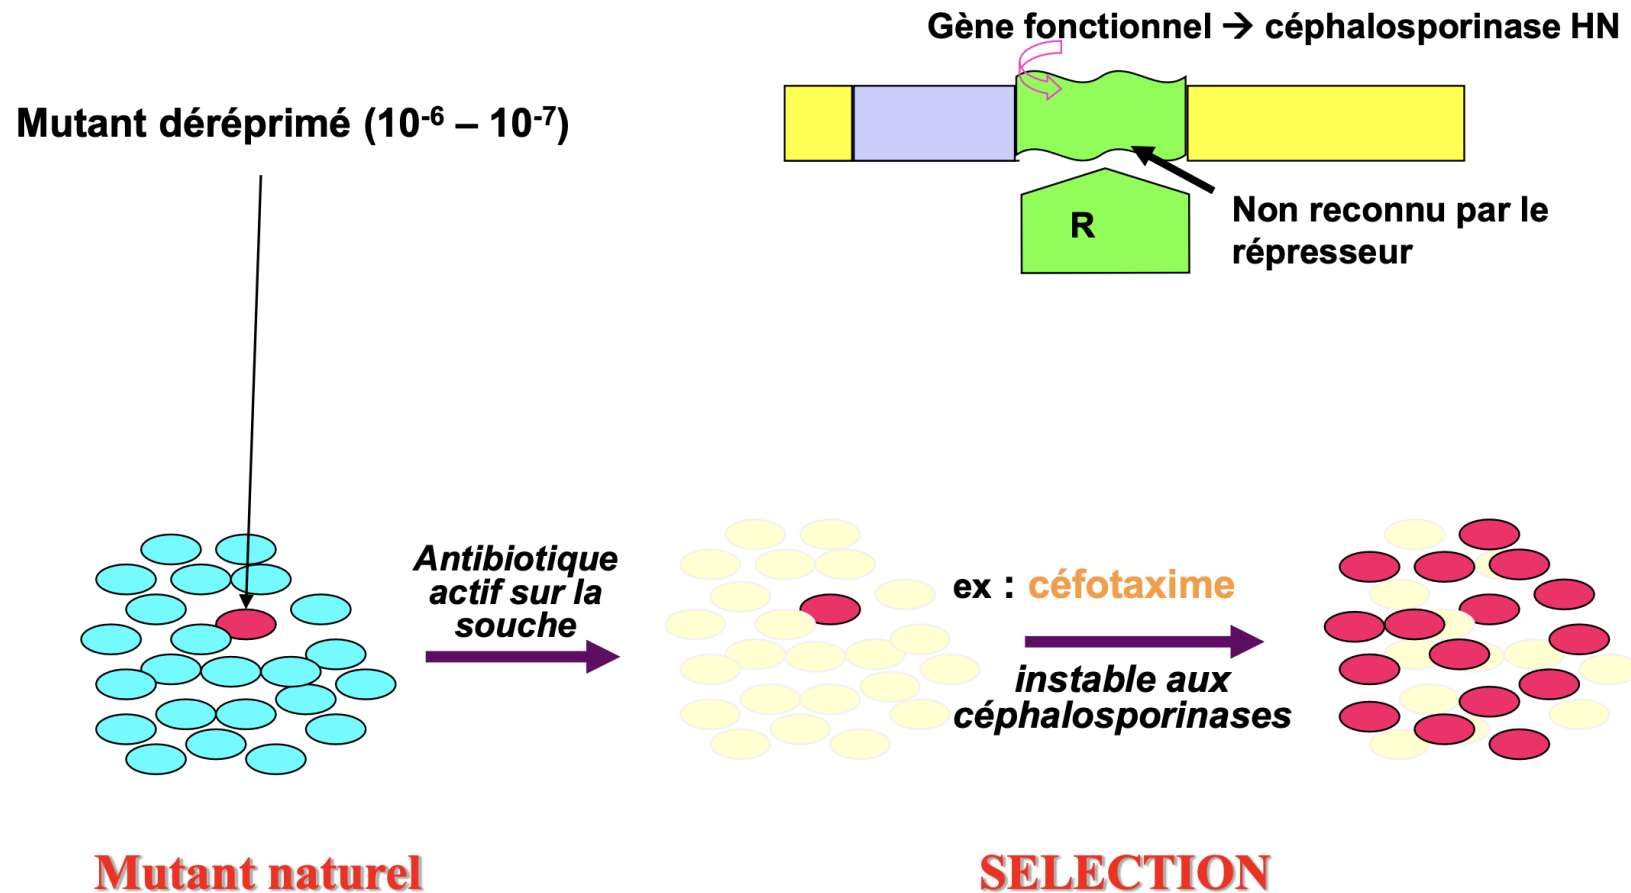 Gène fonctionnel → céphalosporinase HN
Mutant déréprimé (10-6 – 10-7)
Non reconnu par le
répresseur
R
Antibiotique
actif sur la
souche
ex : céfotaxime
instable aux
céphalosporinases
Mutant naturel
SELECTION